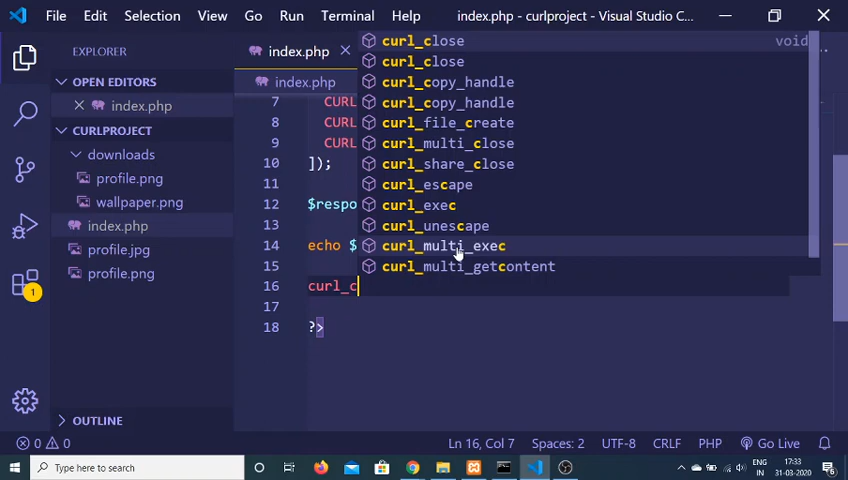 File Edit Selection View Go Run Terminal Help index.php - curlproject - Visual Studio C...
EXPLORER
OPEN EDITORS
index.php
CURLPROJECT
downloads
profile.png
wallpaper.png
index.php
profile.jpg
profile.png
OUTLINE
index.php
index.php
7 CURL
8 CURL
9 CURL
10 ]);
11
12 $respo
13
14 echo $
15
16 curl_c
17
18 ?>
curl_close void
curl_close
curl_copy_handle
curl_copy_handle
curl_file_create
curl_multi_close
curl_share_close
curl_escape
curl_exec
curl_unescape
curl_multi_exec
curl_multi_getcontent
1
0 0 Ln 16, Col 7 Spaces: 2 UTF-8 CRLF PHP Go Live
Type here to search
ENG 17:33
IN 31-03-2020